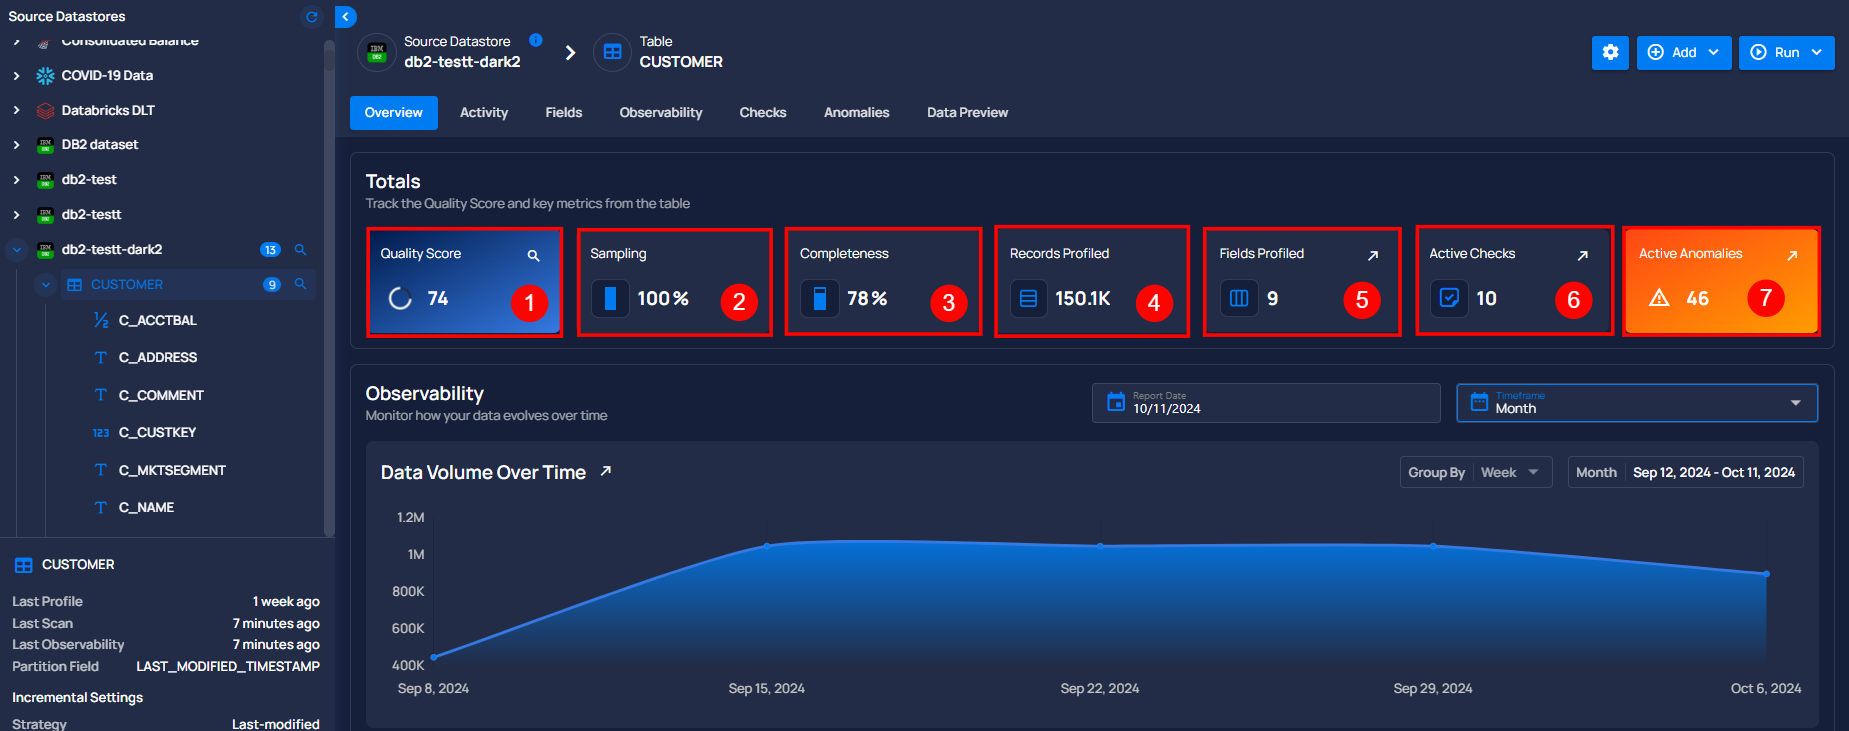 Source Datastores
Consolidated Balance
COVID-19 Data
Databricks DLT
DB2 dataset
db2-test
db2-testt
db2-testt-dark2 13
CUSTOMER 9
C_ACCTBAL
C_ADDRESS
C_COMMENT
123 C_CUSTKEY
C_MKTSEGMENT
C_NAME
CUSTOMER
Last Profile 1 week ago
Last Scan 7 minutes ago
Last Observability 7 minutes ago
Partition Field LAST_MODIFIED_TIMESTAMP
Incremental Settings
Strategy Last-modified
Source Datastore
db2-testt-dark2
Table
CUSTOMER
Add
Run
Overview Activity Fields Observability Checks Anomalies Data Preview
Totals
Track the Quality Score and key metrics from the table
Quality Score
74
1
Sampling
100%
2
Completeness
78%
3
Records Profiled
150.1K
4
Fields Profiled
9
5
Active Checks
10
6
Active Anomalies
46
7
Observability
Monitor how your data evolves over time
Report Date
10/11/2024
Timeframe
Month
Data Volume Over Time
Group By Week
Month Sep 12, 2024 - Oct 11, 2024
1.2M
1M
800K
600K
400K
Sep 8, 2024 Sep 15, 2024 Sep 22, 2024 Sep 29, 2024 Oct 6, 2024